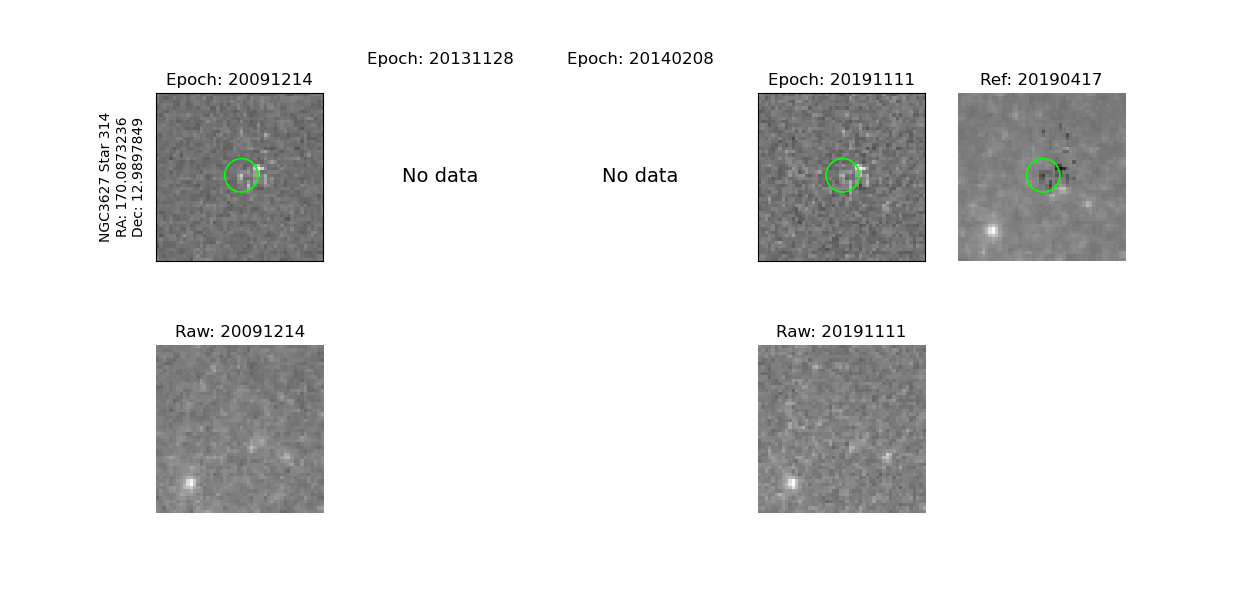 Epoch: 20131128
Epoch: 20140208
Epoch: 20091214
Epoch: 20191111
Ref: 20190417
NGC3627 Star 314
RA: 170.0873236
Dec: 12.9897849
No data
No data
Raw: 20091214
Raw: 20191111